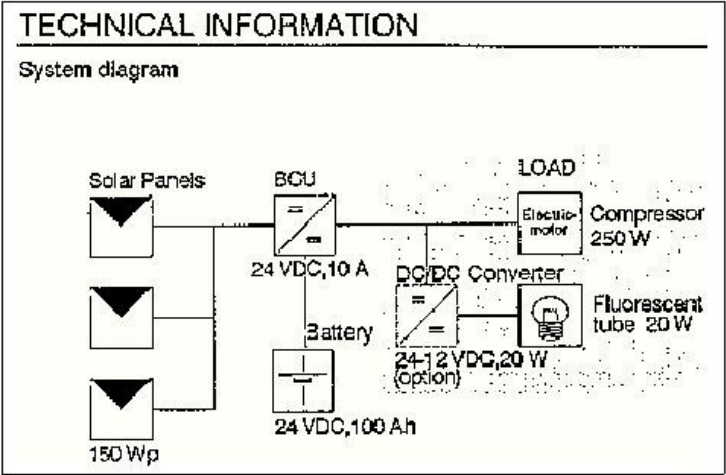 TECHNICAL INFORMATION
System diagram
LOAD
Solar Panels
BCU
Electric-
motor
Compressor
250 W
24 VDC,10 A
DC/DC Converter
Battery
Fluorescent
tube 20 W
24-12 VDC,20 W
(option)
24 VDC,100 Ah
150 Wp